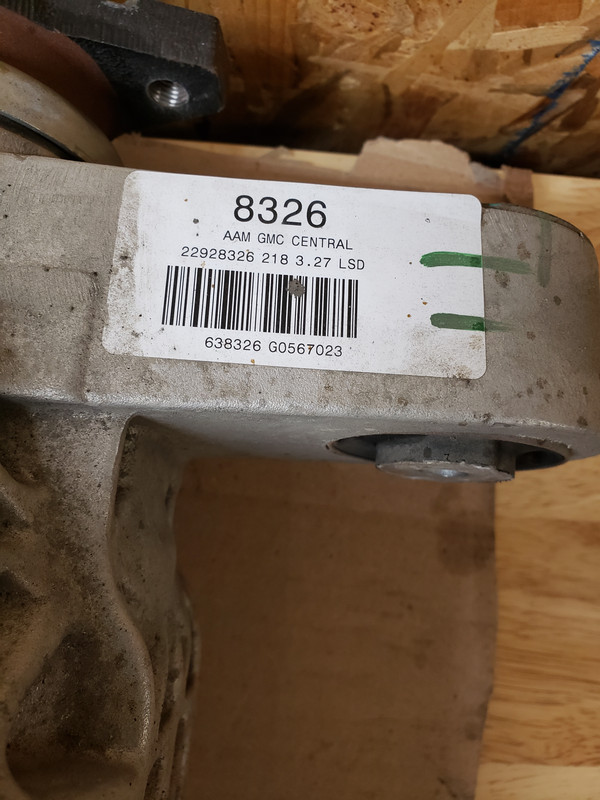 8326
AAM GMC CENTRAL
22928326 218 3.27 LSD
638326 G0567023